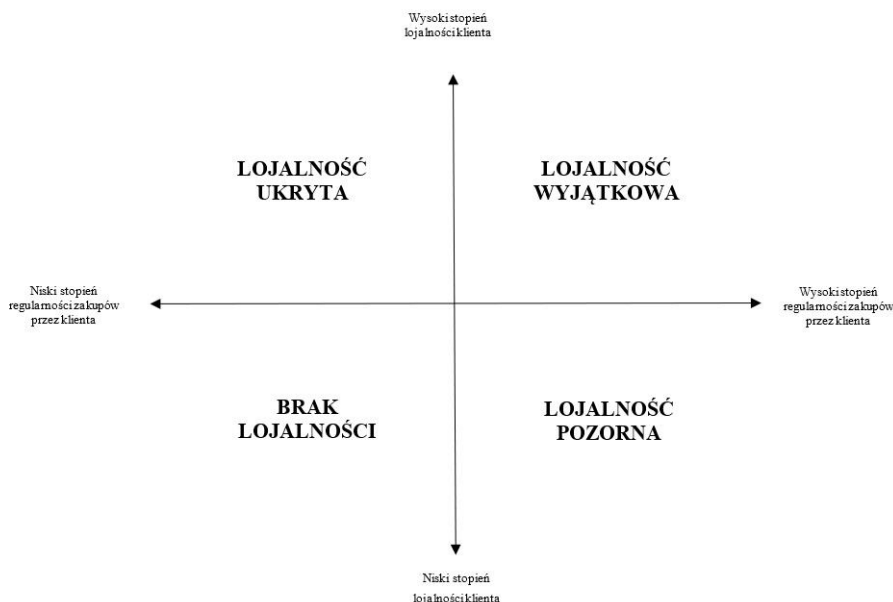 Wysoki stopień
lojalności klienta
LOJALNOŚĆ
UKRYTA
LOJALNOŚĆ
WYJĄTKOWA
Niski stopień
regularności zakupów
przez klienta
Wysoki stopień
regularności zakupów
przez klienta
BRAK
LOJALNOŚCI
LOJALNOŚĆ
POZORNA
Niski stopień
lojalności klienta